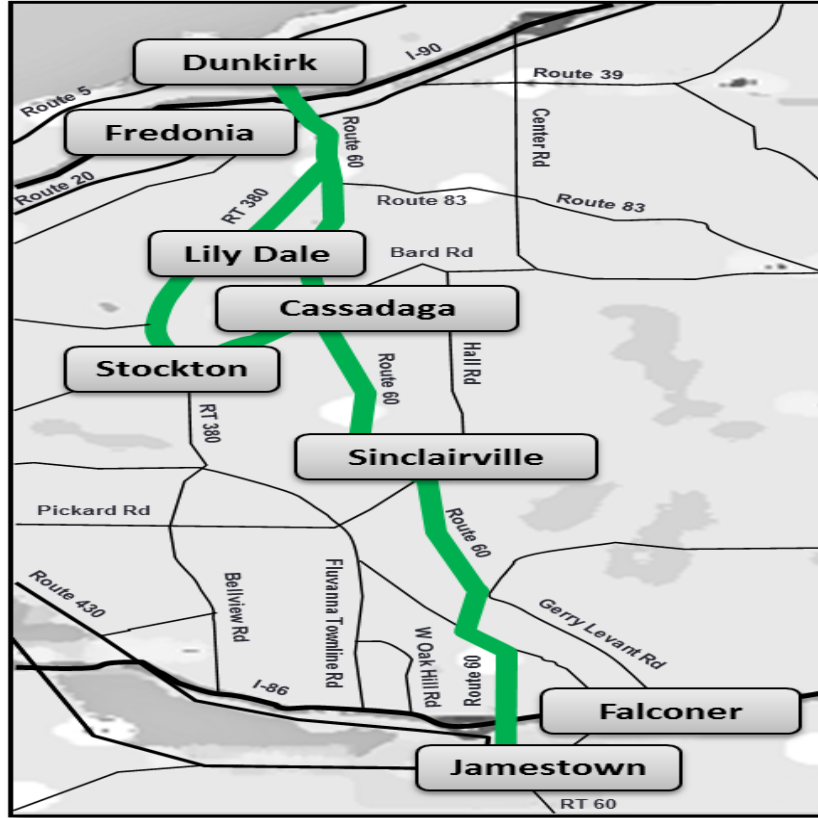 Dunkirk
I-90
Route 39
Route 5
Fredonia
Route 60
Center Rd
Route 20
RT 380
Route 83
Route 83
Lily Dale
Bard Rd
Cassadaga
Stockton
Route 60
Hall Rd
RT 380
Sinclairville
Pickard Rd
Route 60
Route 430
Bellview Rd
Fluvanna Townline Rd
W Oak Hill Rd
Route 60
Gerry Levant Rd
I-86
Falconer
Jamestown
RT 60